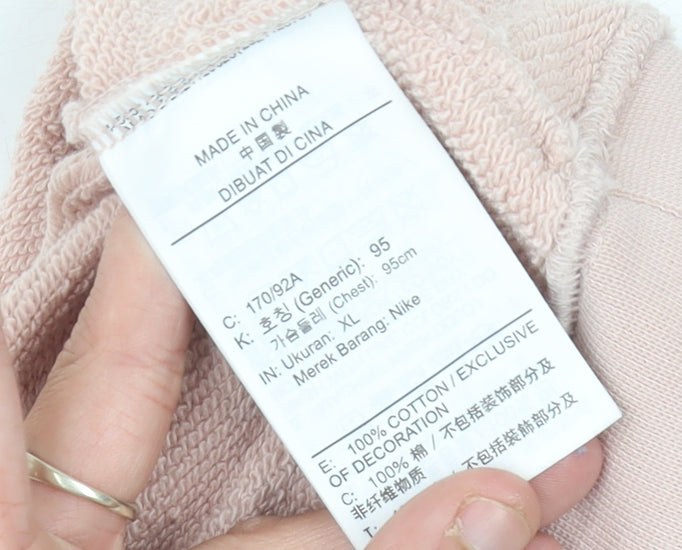 MADE IN CHINA
中国製
DIBUAT DI CINA
C: 170/92A
K: 호칭 (Generic): 95
가슴둘레 (Chest): 95cm
IN: Ukuran: XL
Merek Barang: Nike
E: 100% COTTON / EXCLUSIVE
OF DECORATION
C: 100% 棉 / 不包括装饰部分及
非纤维物质
/ 不包括裝飾部分及